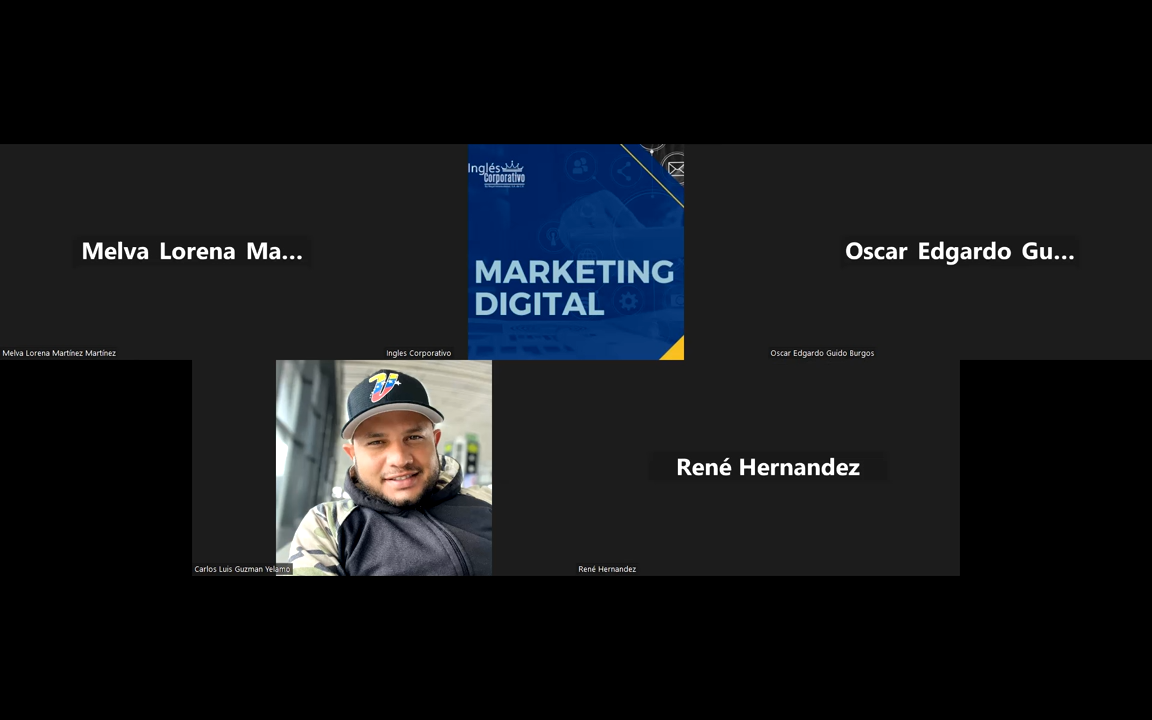 Melva Lorena Ma...
Inglés
Corporativo
MARKETING
DIGITAL
Oscar Edgardo Gu...
Melva Lorena Martínez Martínez
Ingles Corporativo
Oscar Edgardo Guido Burgos
René Hernandez
Carlos Luis Guzman Yelamo
René Hernandez